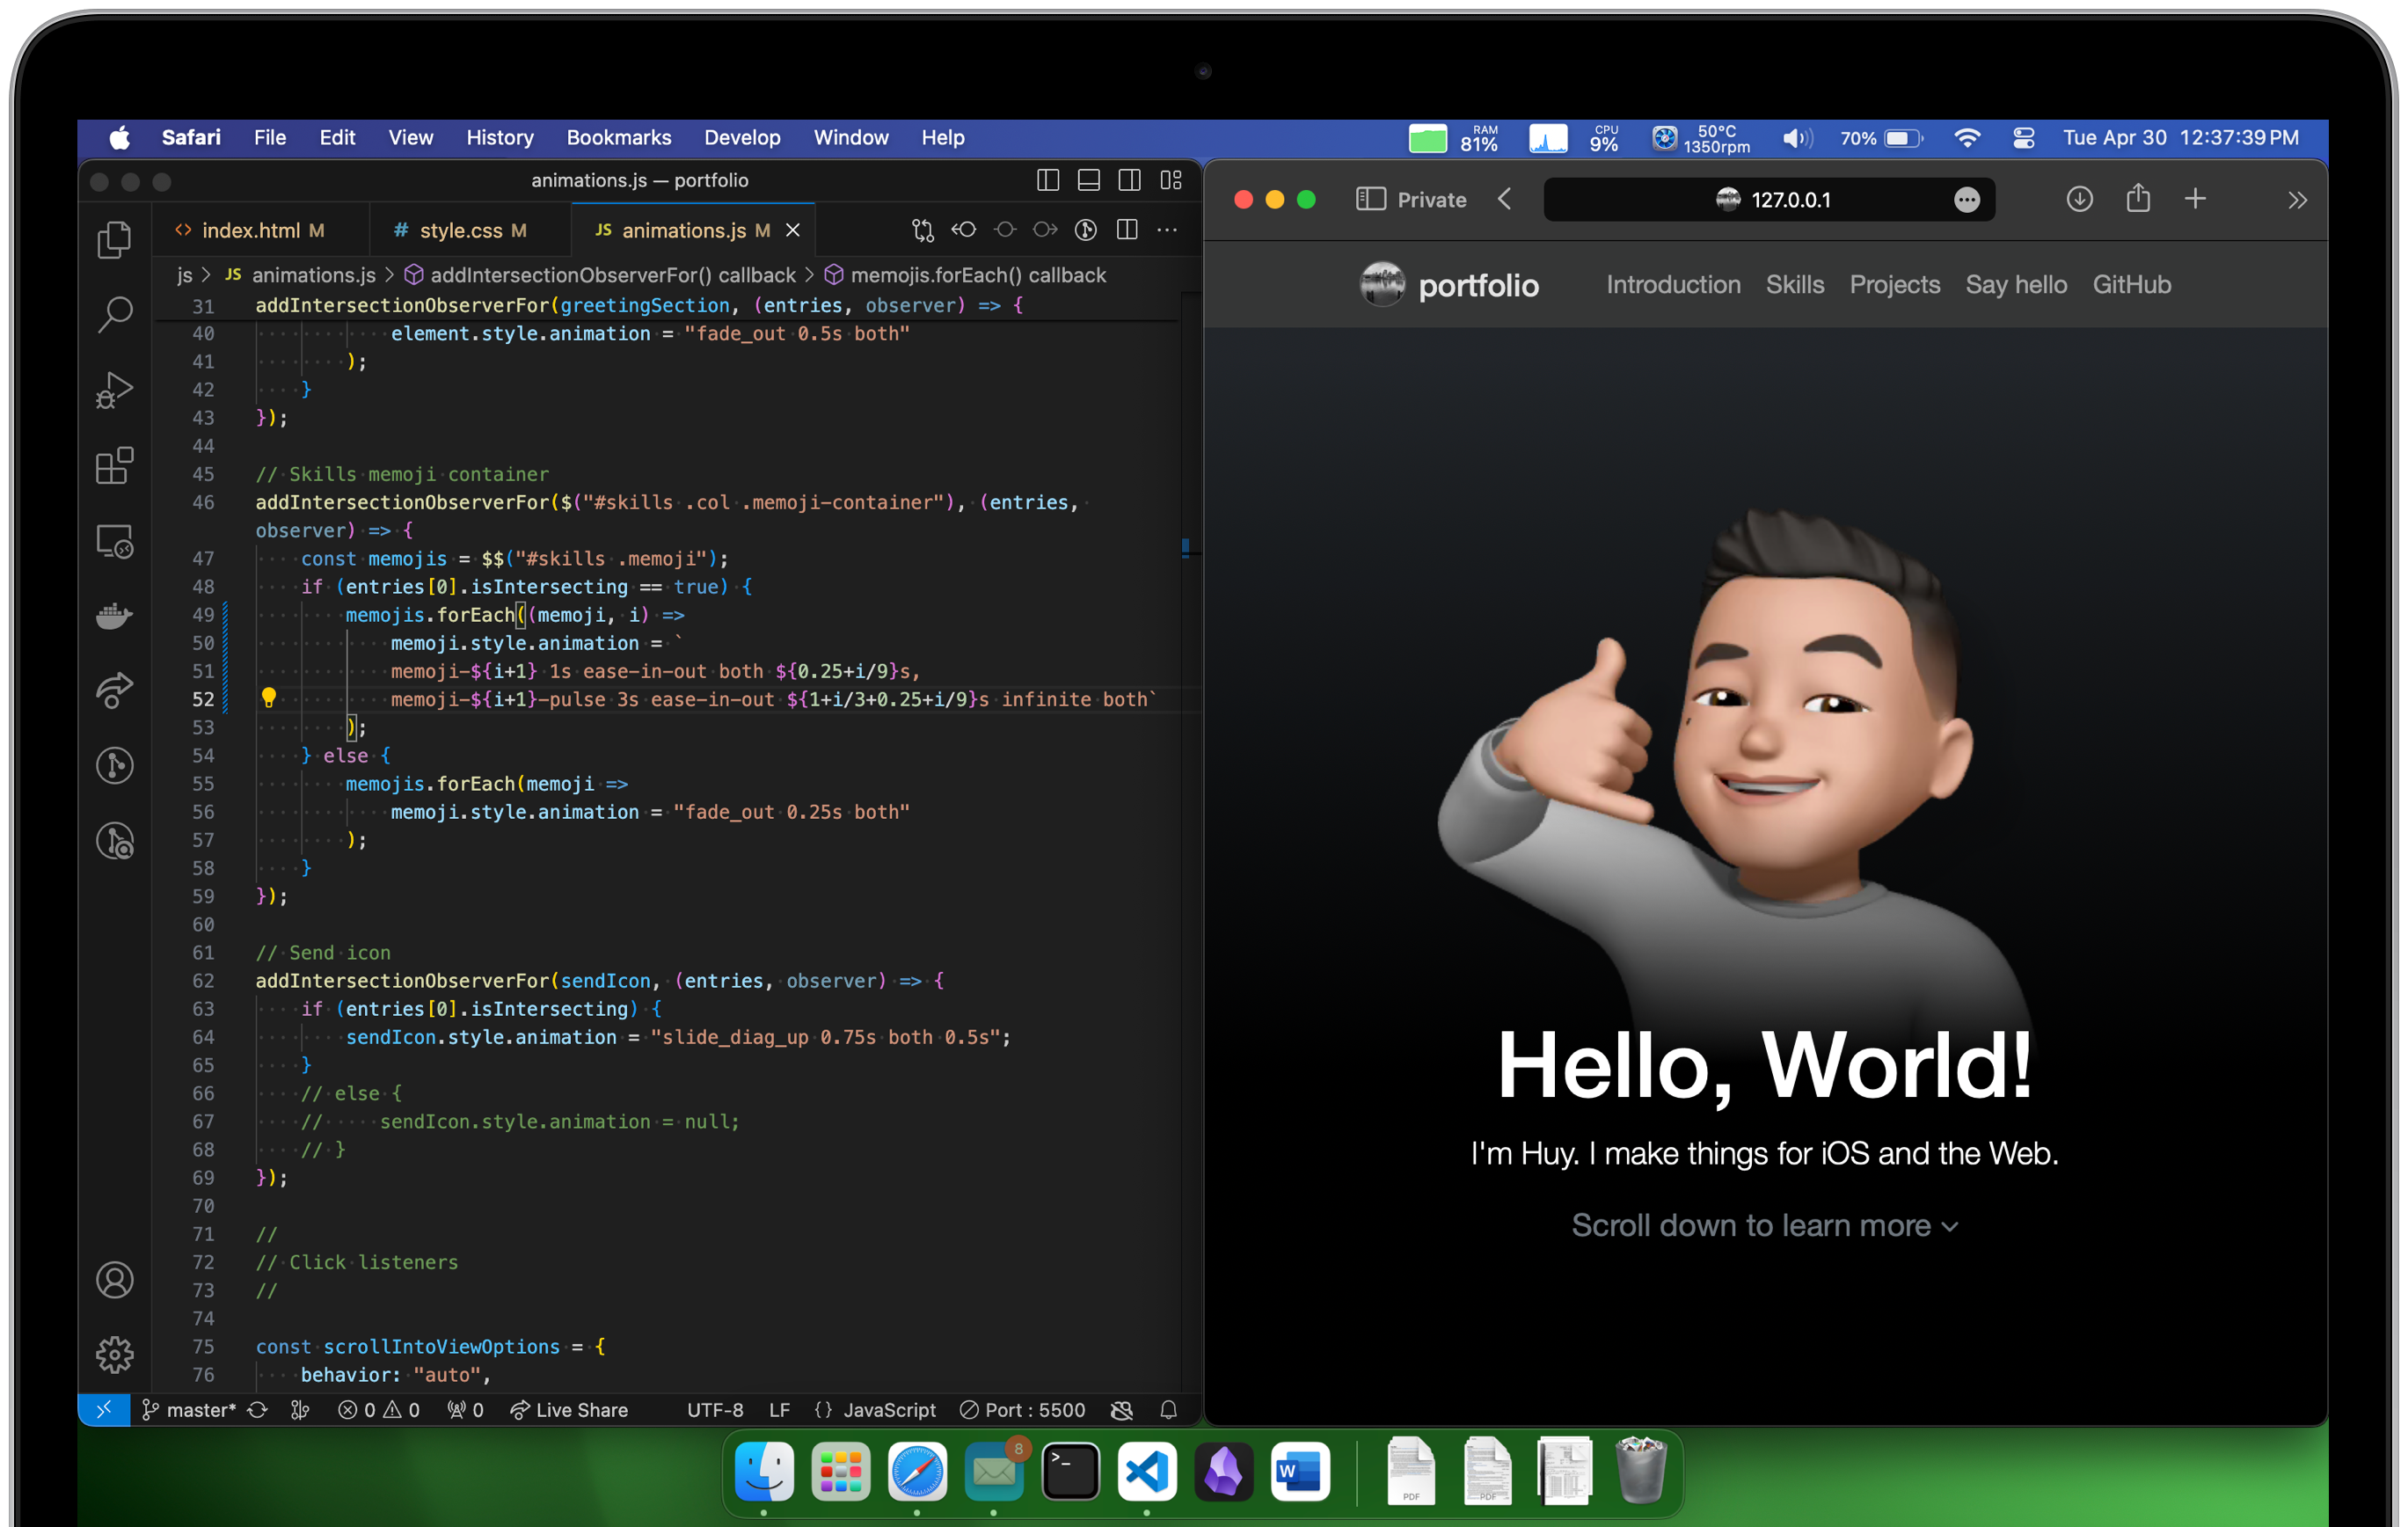 Safari File Edit View History Bookmarks Develop Window Help
RAM 81% CPU 9% 50°C 1350rpm 70% Tue Apr 30 12:37:39 PM
animations.js — portfolio
index.html M # style.css M JS animations.js M
js > JS animations.js > addIntersectionObserverFor() callback > memojis.forEach() callback
31 addIntersectionObserverFor(greetingSection, (entries, observer) => {
40 element.style.animation = "fade_out 0.5s both"
41 );
42 }
43 });
44
45 // Skills memoji container
46 addIntersectionObserverFor($("#skills .col .memoji-container"), (entries,
observer) => {
47 const memojis = $$("#skills .memoji");
48 if (entries[0].isIntersecting == true) {
49 memojis.forEach((memoji, i) =>
50 memoji.style.animation = `
51 memoji-${i+1} 1s ease-in-out both ${0.25+i/9}s,
52 memoji-${i+1}-pulse 3s ease-in-out ${1+i/3+0.25+i/9}s infinite both`
53 );
54 } else {
55 memojis.forEach(memoji =>
56 memoji.style.animation = "fade_out 0.25s both"
57 );
58 }
59 });
60
61 // Send icon
62 addIntersectionObserverFor(sendIcon, (entries, observer) => {
63 if (entries[0].isIntersecting) {
64 sendIcon.style.animation = "slide_diag_up 0.75s both 0.5s";
65 }
66 // else {
67 // sendIcon.style.animation = null;
68 // }
69 });
70
71 //
72 // Click listeners
73 //
74
75 const scrollIntoViewOptions = {
76 behavior: "auto",
master* 0 0 0 Live Share UTF-8 LF {} JavaScript Port : 5500
Private 127.0.0.1
portfolio Introduction Skills Projects Say hello GitHub
Hello, World!
I'm Huy. I make things for iOS and the Web.
Scroll down to learn more
8
>_
W
PDF
PDF